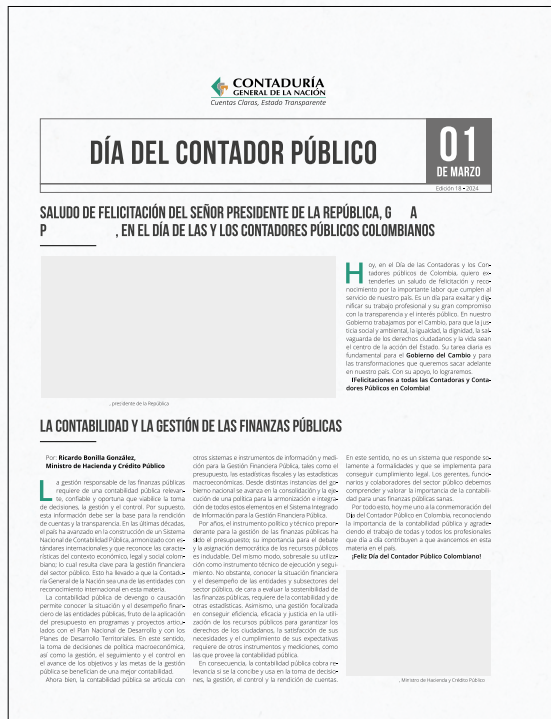 CONTADURÍA
GENERAL DE LA NACIÓN
Cuentas Claras, Estado Transparente
DÍA DEL CONTADOR PÚBLICO
01
DE MARZO
Edición 18 • 2024
SALUDO DE FELICITACIÓN DEL SEÑOR PRESIDENTE DE LA REPÚBLICA, G A
P , EN EL DÍA DE LAS Y LOS CONTADORES PÚBLICOS COLOMBIANOS
Hoy, en el Día de las Contadoras y los Con-
tadores públicos de Colombia, quiero ex-
tenderles un saludo de felicitación y reco-
nocimiento por la importante labor que cumplen al
servicio de nuestro país. Es un día para exaltar y dig-
nificar su trabajo profesional y su gran compromiso
con la transparencia y el interés público. En nuestro
Gobierno trabajamos por el Cambio, para que la jus-
ticia social y ambiental, la igualdad, la dignidad, la sal-
vaguarda de los derechos ciudadanos y la vida sean
el centro de la acción del Estado. Su tarea diaria es
fundamental para el Gobierno del Cambio y para
las transformaciones que queremos sacar adelante
en nuestro país. Con su apoyo, lo lograremos.
¡Felicitaciones a todas las Contadoras y Conta-
dores Públicos en Colombia!
, presidente de la República
LA CONTABILIDAD Y LA GESTIÓN DE LAS FINANZAS PÚBLICAS
Por: Ricardo Bonilla González,
Ministro de Hacienda y Crédito Público
La gestión responsable de las finanzas públicas
requiere de una contabilidad pública relevan-
te, confiable y oportuna que viabilice la toma
de decisiones, la gestión y el control. Por supuesto,
esta información debe ser la base para la rendición
de cuentas y la transparencia. En las últimas décadas,
el país ha avanzado en la construcción de un Sistema
Nacional de Contabilidad Pública, armonizado con es-
tándares internacionales y que reconoce las caracte-
rísticas del contexto económico, legal y social colom-
biano; lo cual resulta clave para la gestión financiera
del sector público. Esto ha llevado a que la Contadu-
ría General de la Nación sea una de las entidades con
reconocimiento internacional en esta materia.
La contabilidad pública de devengo o causación
permite conocer la situación y el desempeño finan-
ciero de las entidades públicas, fruto de la aplicación
del presupuesto en programas y proyectos articu-
lados con el Plan Nacional de Desarrollo y con los
Planes de Desarrollo Territoriales. En este sentido,
la toma de decisiones de política macroeconómica,
así como la gestión, el seguimiento y el control en
el avance de los objetivos y las metas de la gestión
pública se benefician de una mejor contabilidad.
Ahora bien, la contabilidad pública se articula con
otros sistemas e instrumentos de información y medi-
ción para la Gestión Financiera Pública, tales como el
presupuesto, las estadísticas fiscales y las estadísticas
macroeconómicas. Desde distintas instancias del go-
bierno nacional se avanza en la consolidación y la eje-
cución de una política para la armonización e integra-
ción de todos estos elementos en el Sistema Integrado
de Información para la Gestión Financiera Pública.
Por años, el instrumento político y técnico prepon-
derante para la gestión de las finanzas públicas ha
sido el presupuesto; su importancia para el debate
y la asignación democrática de los recursos públicos
es indudable. Del mismo modo, sobresale su utiliza-
ción como instrumento técnico de ejecución y segui-
miento. No obstante, conocer la situación financiera
y el desempeño de las entidades y subsectores del
sector público, de cara a evaluar la sostenibilidad de
las finanzas públicas, requiere de la contabilidad y de
otras estadísticas. Asimismo, una gestión focalizada
en conseguir eficiencia, eficacia y justicia en la utili-
zación de los recursos públicos para garantizar los
derechos de los ciudadanos, la satisfacción de sus
necesidades y el cumplimiento de sus expectativas
requiere de otros instrumentos y mediciones, como
las que provee la contabilidad pública.
En consecuencia, la contabilidad pública cobra re-
levancia si se la concibe y usa en la toma de decisio-
nes, la gestión, el control y la rendición de cuentas.
En este sentido, no es un sistema que responde so-
lamente a formalidades y que se implementa para
conseguir cumplimiento legal. Los gerentes, funcio-
narios y colaboradores del sector público debemos
comprender y valorar la importancia de la contabili-
dad para unas finanzas públicas sanas.
Por todo esto, hoy me uno a la conmemoración del
Día del Contador Público en Colombia, reconociendo
la importancia de la contabilidad pública y agrade-
ciendo el trabajo de todas y todos los profesionales
que día a día contribuyen a que avancemos en esta
materia en el país.
¡Feliz Día del Contador Público Colombiano!
, Ministro de Hacienda y Crédito Público